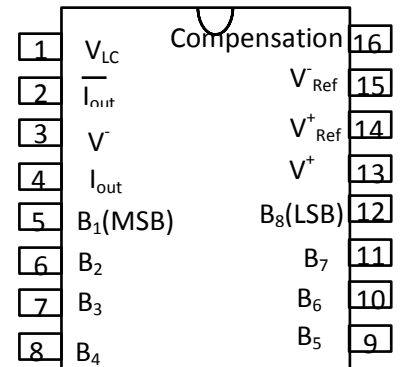 1 V_LC Compensation 16
2 I̅_out V⁻_Ref 15
3 V⁻ V⁺_Ref 14
4 I_out V⁺ 13
5 B₁(MSB) B₈(LSB) 12
6 B₂ B₇ 11
7 B₃ B₆ 10
8 B₄ B₅ 9